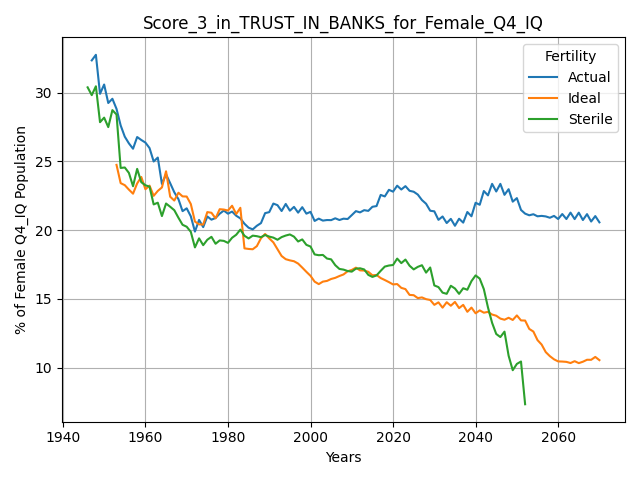 Score_3_in_TRUST_IN_BANKS_for_Female_Q4_IQ
Fertility
Actual
Ideal
Sterile
% of Female Q4_IQ Population
30
25
20
15
10
1940
1960
1980
2000
2020
2040
2060
Years